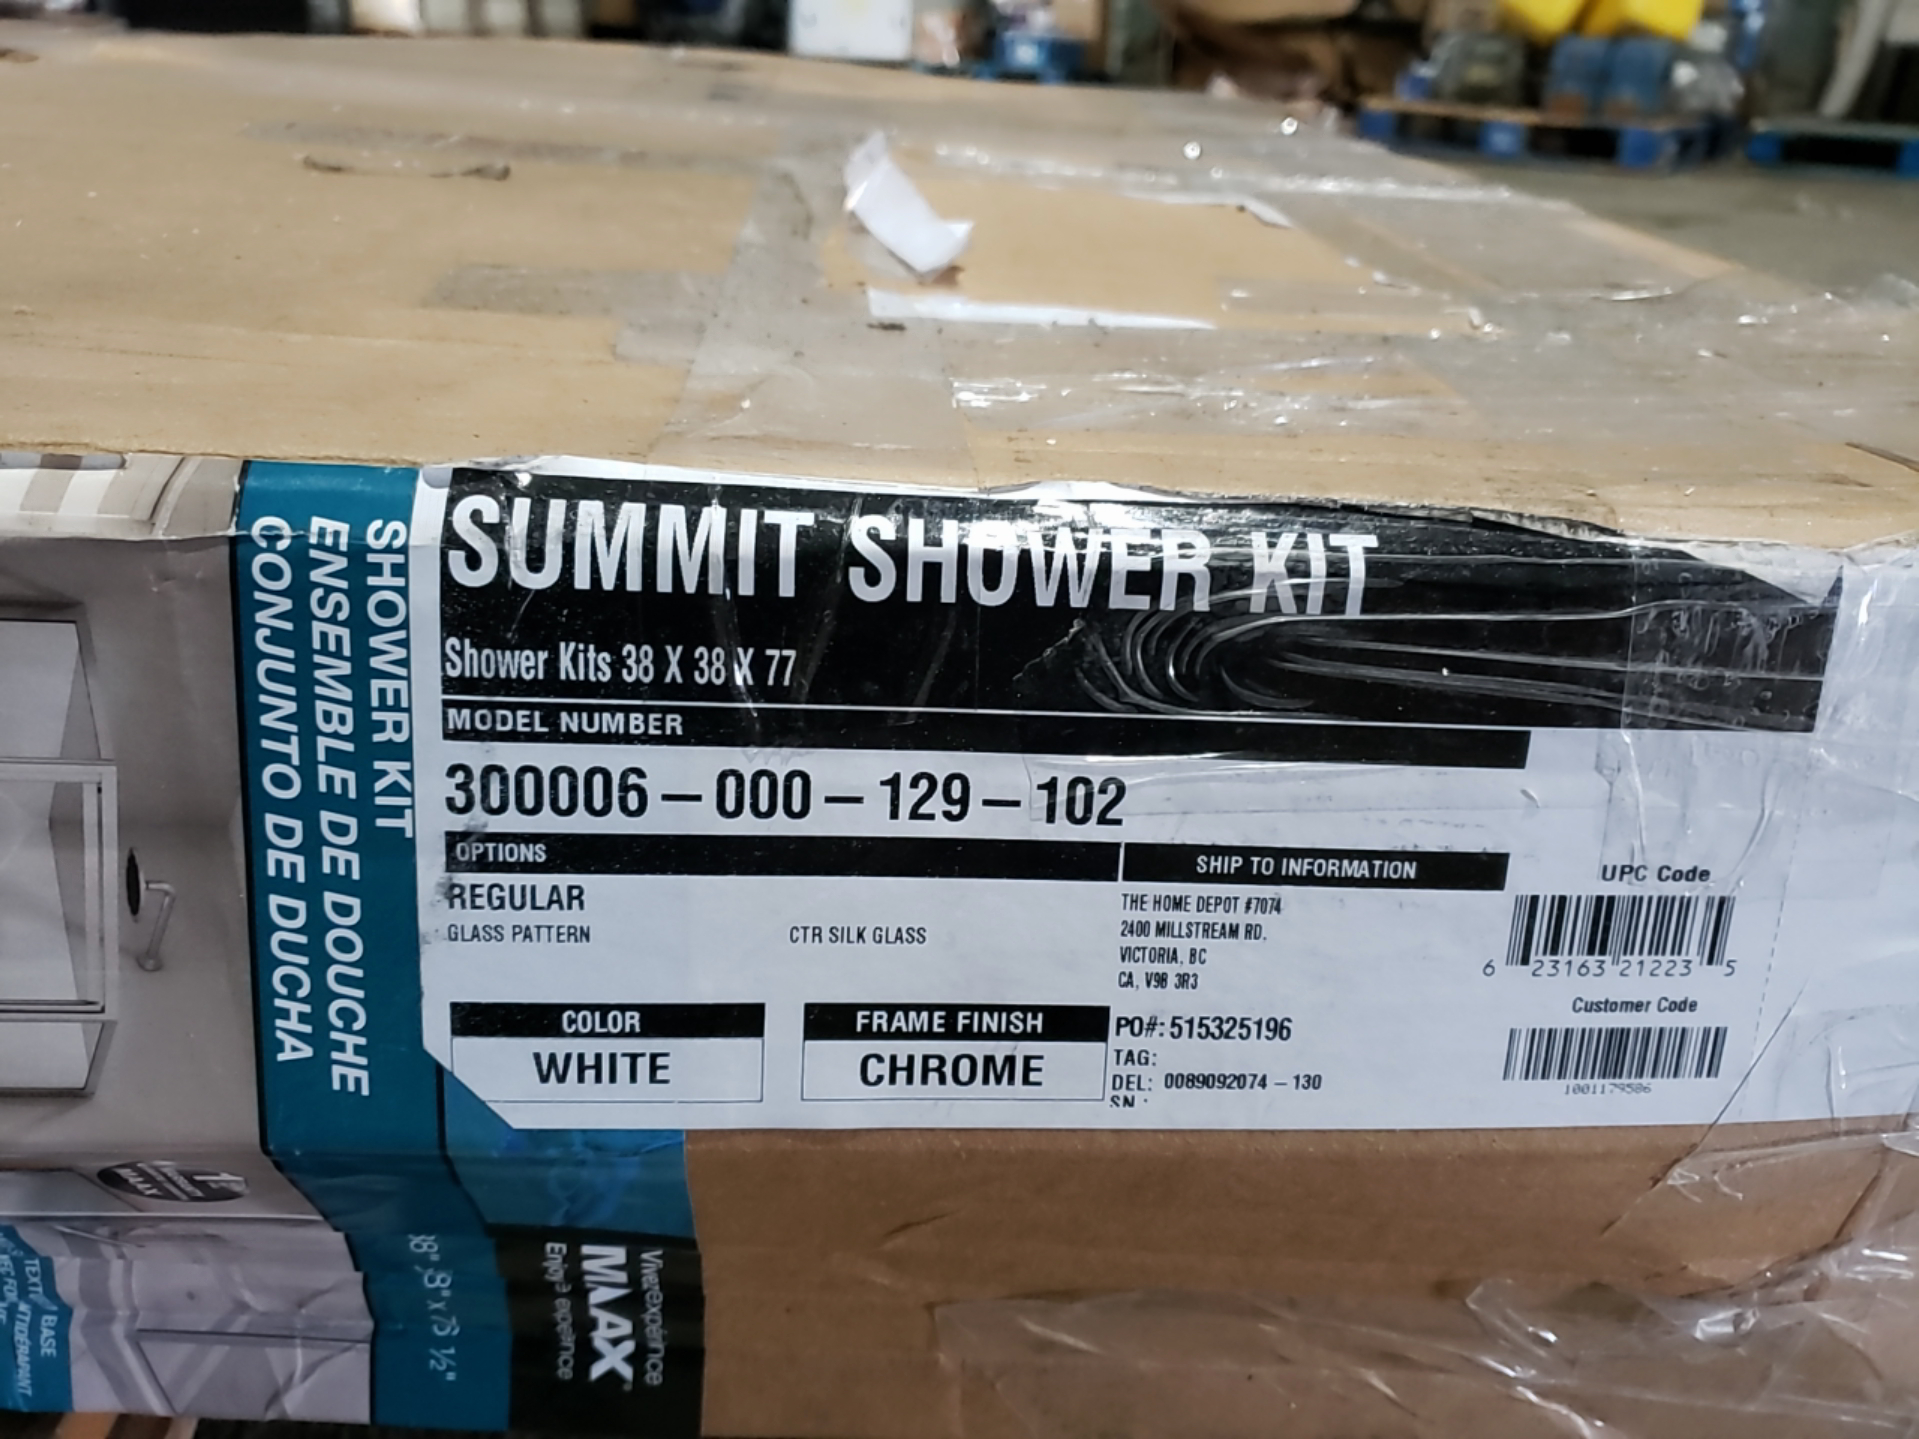 SUMMIT SHOWER KIT
Shower Kits 38 X 38 X 77
MODEL NUMBER
300006-000-129-102
OPTIONS
REGULAR
GLASS PATTERN CTR SILK GLASS
COLOR
WHITE
FRAME FINISH
CHROME
SHIP TO INFORMATION
THE HOME DEPOT #7074
2400 MILLSTREAM RD.
VICTORIA, BC
CA, V9B 3R3
PO#: 515325196
TAG:
DEL: 0089092074-130
SN:
UPC Code
6 23163 21223 5
Customer Code
1001179586
SHOWER KIT
ENSEMBLE DE DOUCHE
CONJUNTO DE DUCHA
MAAX
BASE